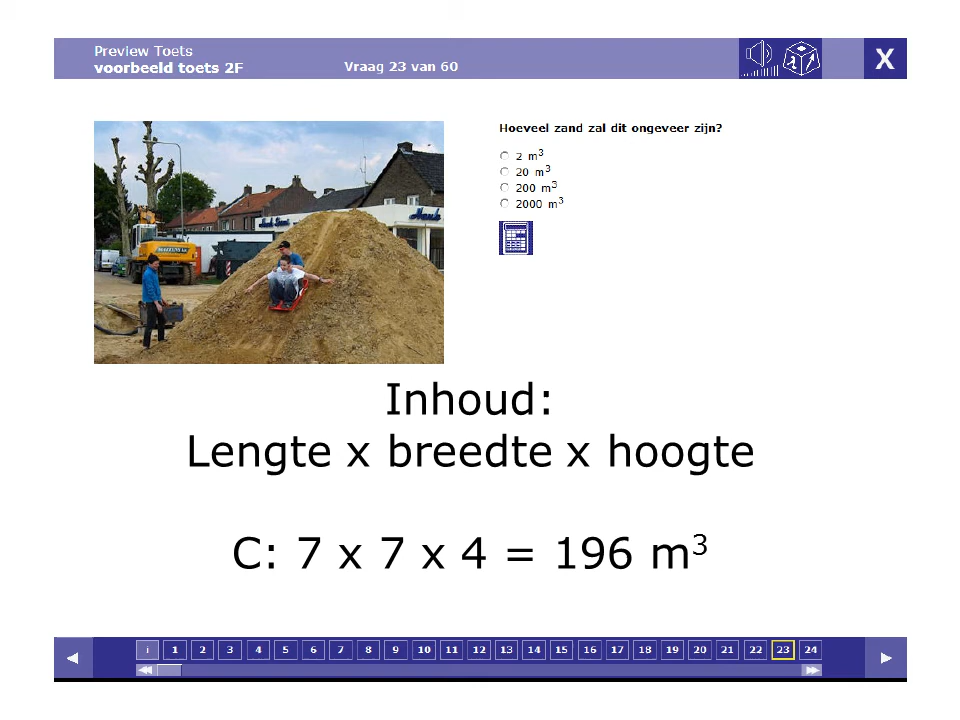 Preview Toets
voorbeeld toets 2F
Vraag 23 van 60
X
Hoeveel zand zal dit ongeveer zijn?
2 m³
20 m³
200 m³
2000 m³
Inhoud:
Lengte x breedte x hoogte
C: 7 x 7 x 4 = 196 m³
i 1 2 3 4 5 6 7 8 9 10 11 12 13 14 15 16 17 18 19 20 21 22 23 24